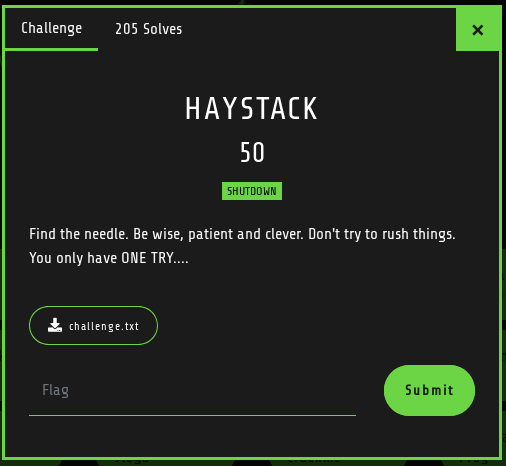 Challenge
205 Solves
×
HAYSTACK
50
SHUTDOWN
Find the needle. Be wise, patient and clever. Don't try to rush things.
You only have ONE TRY....
challenge.txt
Flag
Submit